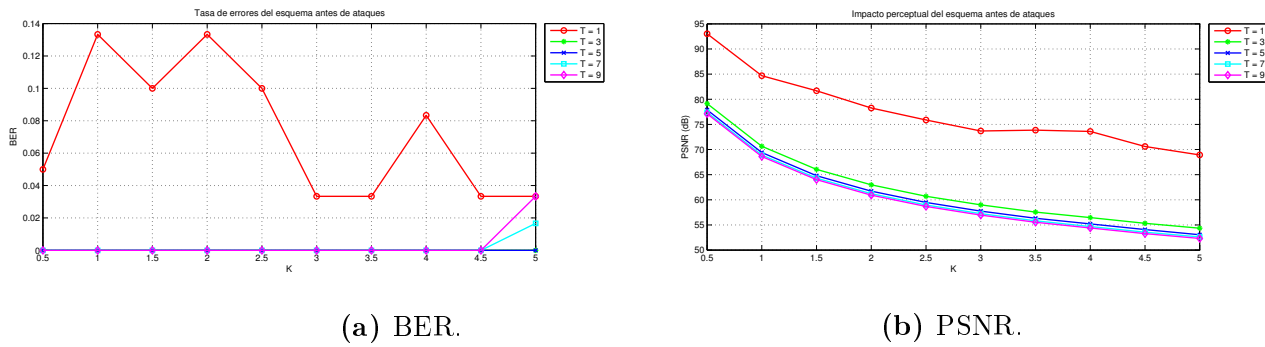 Tasa de errores del esquema antes de ataques
0.14
0.12
0.1
0.08
0.06
0.04
0.02
0
BER
0.5 1 1.5 2 2.5 3 3.5 4 4.5 5
K
T = 1
T = 3
T = 5
T = 7
T = 9
(a) BER.
Impacto perceptual del esquema antes de ataques
95
90
85
80
75
70
65
60
55
50
PSNR (dB)
0.5 1 1.5 2 2.5 3 3.5 4 4.5 5
K
T = 1
T = 3
T = 5
T = 7
T = 9
(b) PSNR.